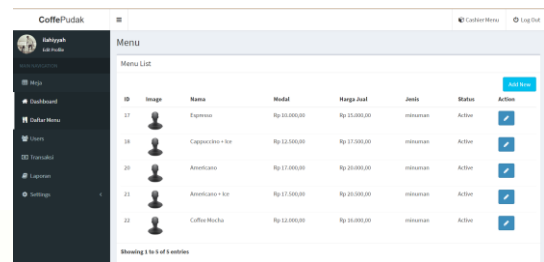 CoffePudak
Cashier Menu
Log Out
Ilahiyyah
Edit Profile
Menu
MAIN NAVIGATION
Meja
Dashboard
Daftar Menu
Users
Transaksi
Laporan
Settings
Menu List
Add New
ID Image Nama Modal Harga Jual Jenis Status Action
17 Espresso Rp 10.000,00 Rp 15.000,00 minuman Active
18 Cappuccino + Ice Rp 12.500,00 Rp 17.500,00 minuman Active
20 Americano Rp 17.000,00 Rp 20.000,00 minuman Active
21 Americano + Ice Rp 17.500,00 Rp 20.500,00 minuman Active
22 Coffee Mocha Rp 12.000,00 Rp 16.000,00 minuman Active
Showing 1 to 5 of 5 entries